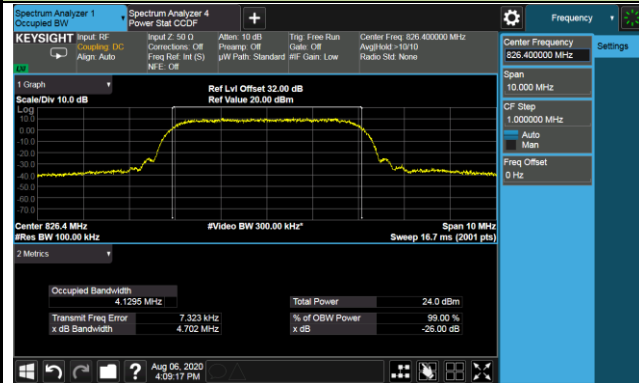 Spectrum Analyzer 1
Occupied BW
Spectrum Analyzer 4
Power Stat CCDF
Frequency
KEYSIGHT
Input: RF
Coupling: DC
Align: Auto
Input Z: 50 Ω
Corrections: Off
Freq Ref: Int (S)
NFE: Off
Atten: 10 dB
Preamp: Off
µW Path: Standard
Trig: Free Run
Gate: Off
#IF Gain: Low
Center Freq: 826.400000 MHz
Avg|Hold:>10/10
Radio Std: None
Center Frequency
826.400000 MHz
Settings
Span
10.000 MHz
CF Step
1.000000 MHz
Auto
Man
Freq Offset
0 Hz
1 Graph
Scale/Div 10.0 dB
Ref Lvl Offset 32.00 dB
Ref Value 20.00 dBm
Log
10.0
0.00
-10.0
-20.0
-30.0
-40.0
-50.0
-60.0
-70.0
Center 826.4 MHz
#Res BW 100.00 kHz
#Video BW 300.00 kHz*
Span 10 MHz
Sweep 16.7 ms (2001 pts)
2 Metrics
Occupied Bandwidth
4.1295 MHz
Total Power 24.0 dBm
Transmit Freq Error 7.323 kHz
% of OBW Power 99.00 %
x dB Bandwidth 4.702 MHz
x dB -26.00 dB
Aug 06, 2020
4:09:17 PM